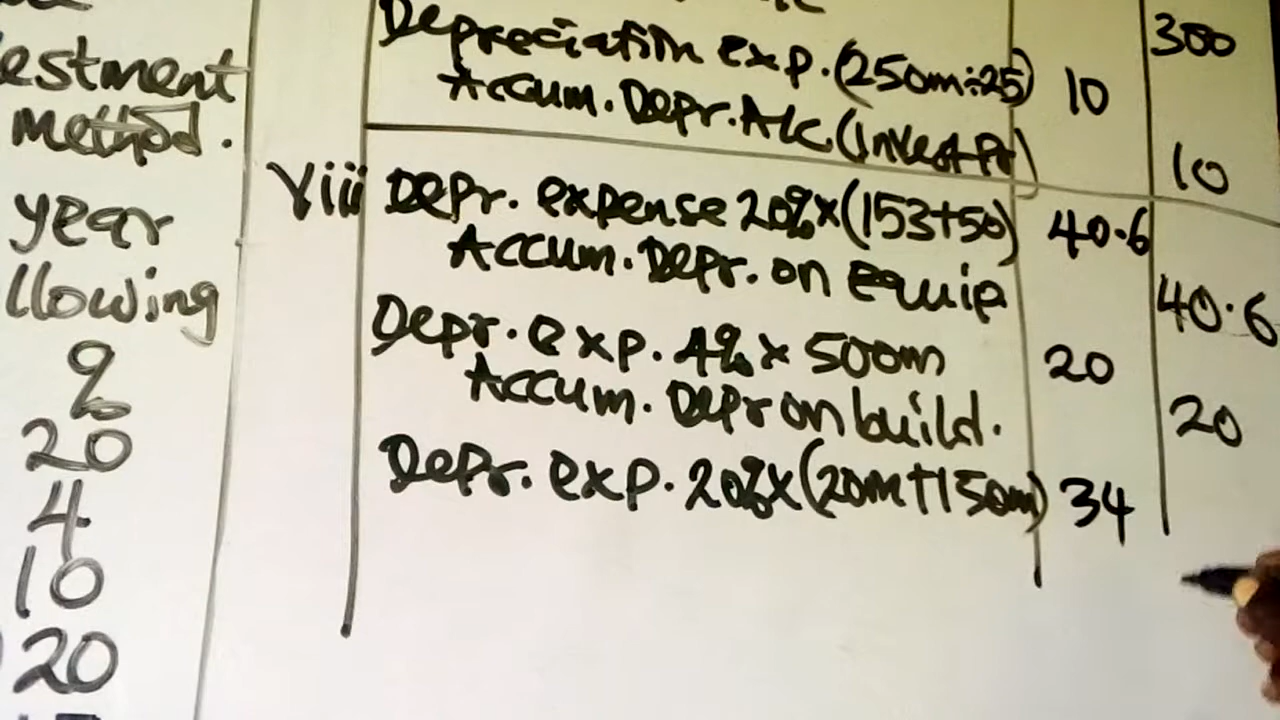 300
Depreciation exp. (250m÷25) 10
Accum. Depr. A/c. (Invest Pr) 10
viii Depr. expense 20% x (153+50) 40.6
Accum. Depr. on Equip 40.6
Depr. exp. 4% x 500m 20
Accum. Depr on build. 20
Depr. exp. 20% x (20m+150m) 34
estment
method.
year
llowing
%
20
4
10
20